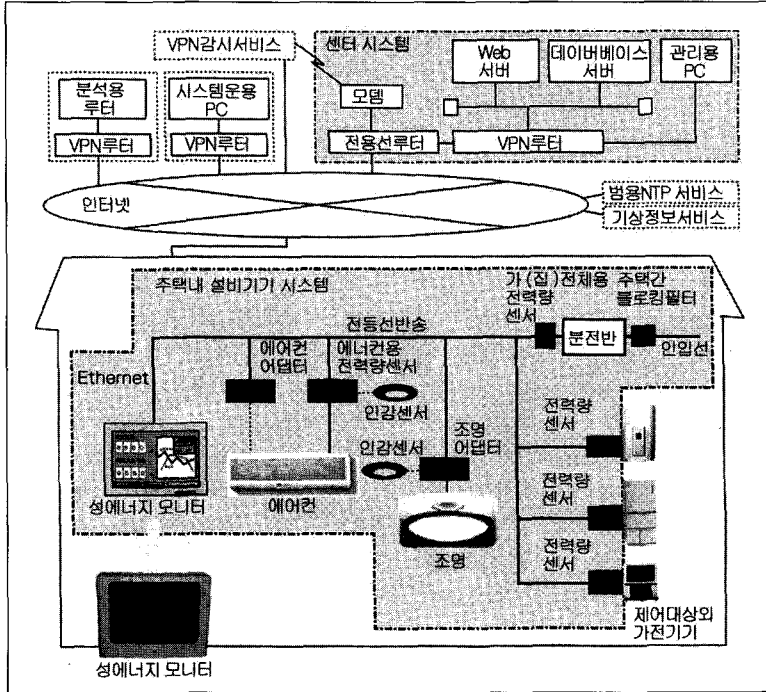 VPN감시서비스
센터 시스템
Web
서버
데이버베이스
서버
관리용
PC
분석용
루터
시스템운용
PC
모뎀
VPN루터
VPN루터
전용선루터
VPN루터
인터넷
범용NTP 서비스
기상정보서비스
주택내 설비기기 시스템
가 (집)전체용
전력량
센서
주택간
블로킹필터
전등선반송
분전반
인입선
Ethernet
에어컨
어댑터
에너컨용
전력량센서
인감센서
전력량
센서
조명
어댑터
인감센서
성에너지 모니터
에어컨
전력량
센서
조명
전력량
센서
제어대상외
가전기기
성에너지 모니터